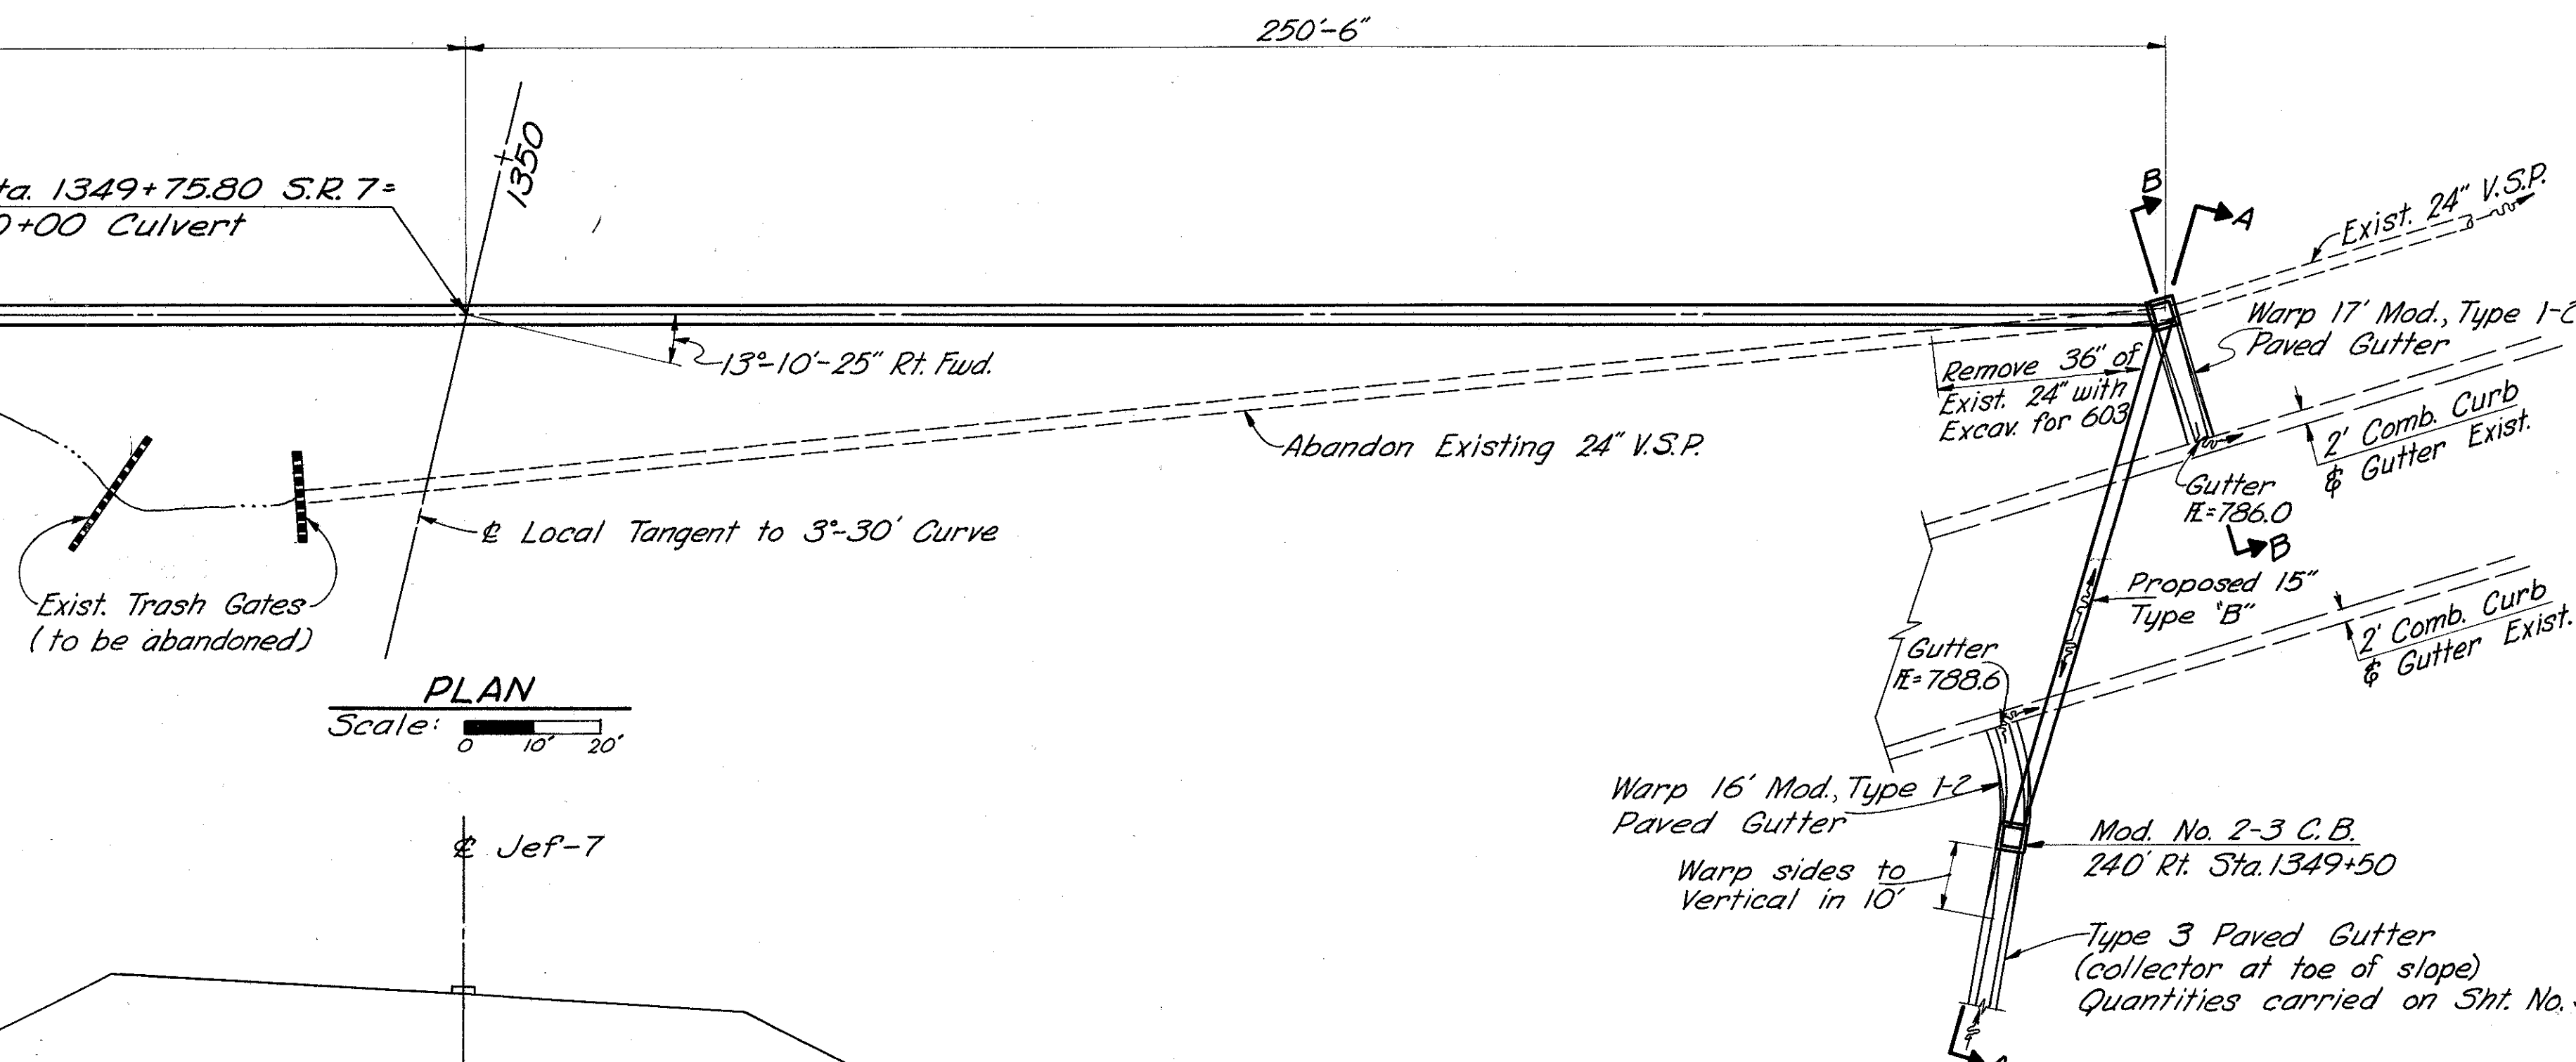 250'-6"
1350
ta. 1349+75.80 S.R. 7=
0+00 Culvert
B
A
Exist. 24" V.S.P.
13°-10'-25" Rt. Fwd.
Warp 17' Mod., Type 1-2
Paved Gutter
Remove 36" of
Exist. 24" with
Excav. for 603
Abandon Existing 24" V.S.P.
2' Comb. Curb
& Gutter Exist.
Gutter
FL=786.0
B
℄ Local Tangent to 3°-30' Curve
Exist. Trash Gates
(to be abandoned)
Proposed 15"
Type "B"
2' Comb. Curb
& Gutter Exist.
Gutter
FL=788.6
PLAN
Scale:
0 10' 20'
Warp 16' Mod., Type 1-2
Paved Gutter
℄ Jef-7
Mod. No. 2-3 C.B.
240' Rt. Sta. 1349+50
Warp sides to
Vertical in 10'
Type 3 Paved Gutter
(collector at toe of slope)
Quantities carried on Sht. No.